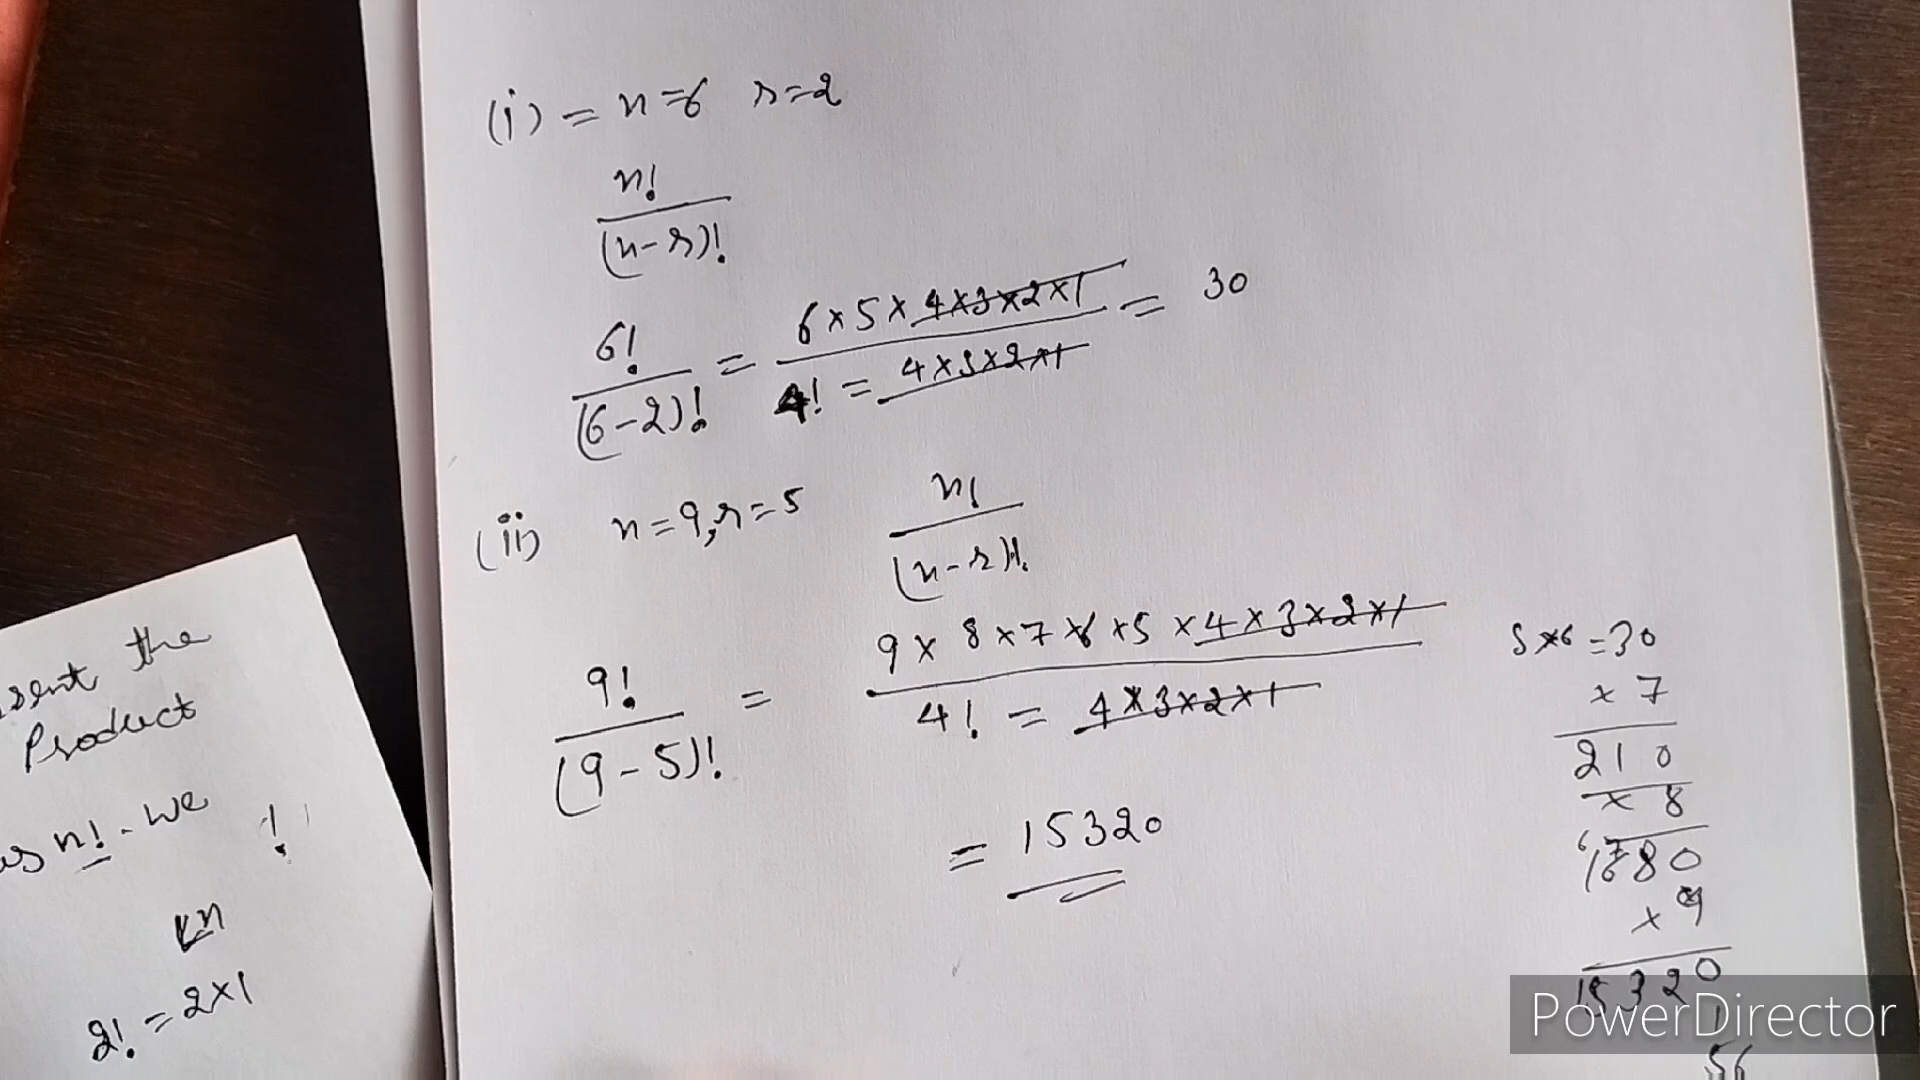 (i) = n=6 r=2
n!
(n-r)!
6! = 6×5×4×3×2×1 = 30
(6-2)! 4! = 4×3×2×1
(ii) n=9, r=5 n!
(n-r)!
9! = 9×8×7×6×5×4×3×2×1
(9-5)! 4! = 4×3×2×1
= 15320
5×6=30
×7
210
×8
1680
×9
15320
56
the
Product
n! - we
!
2! = 2×1
PowerDirector